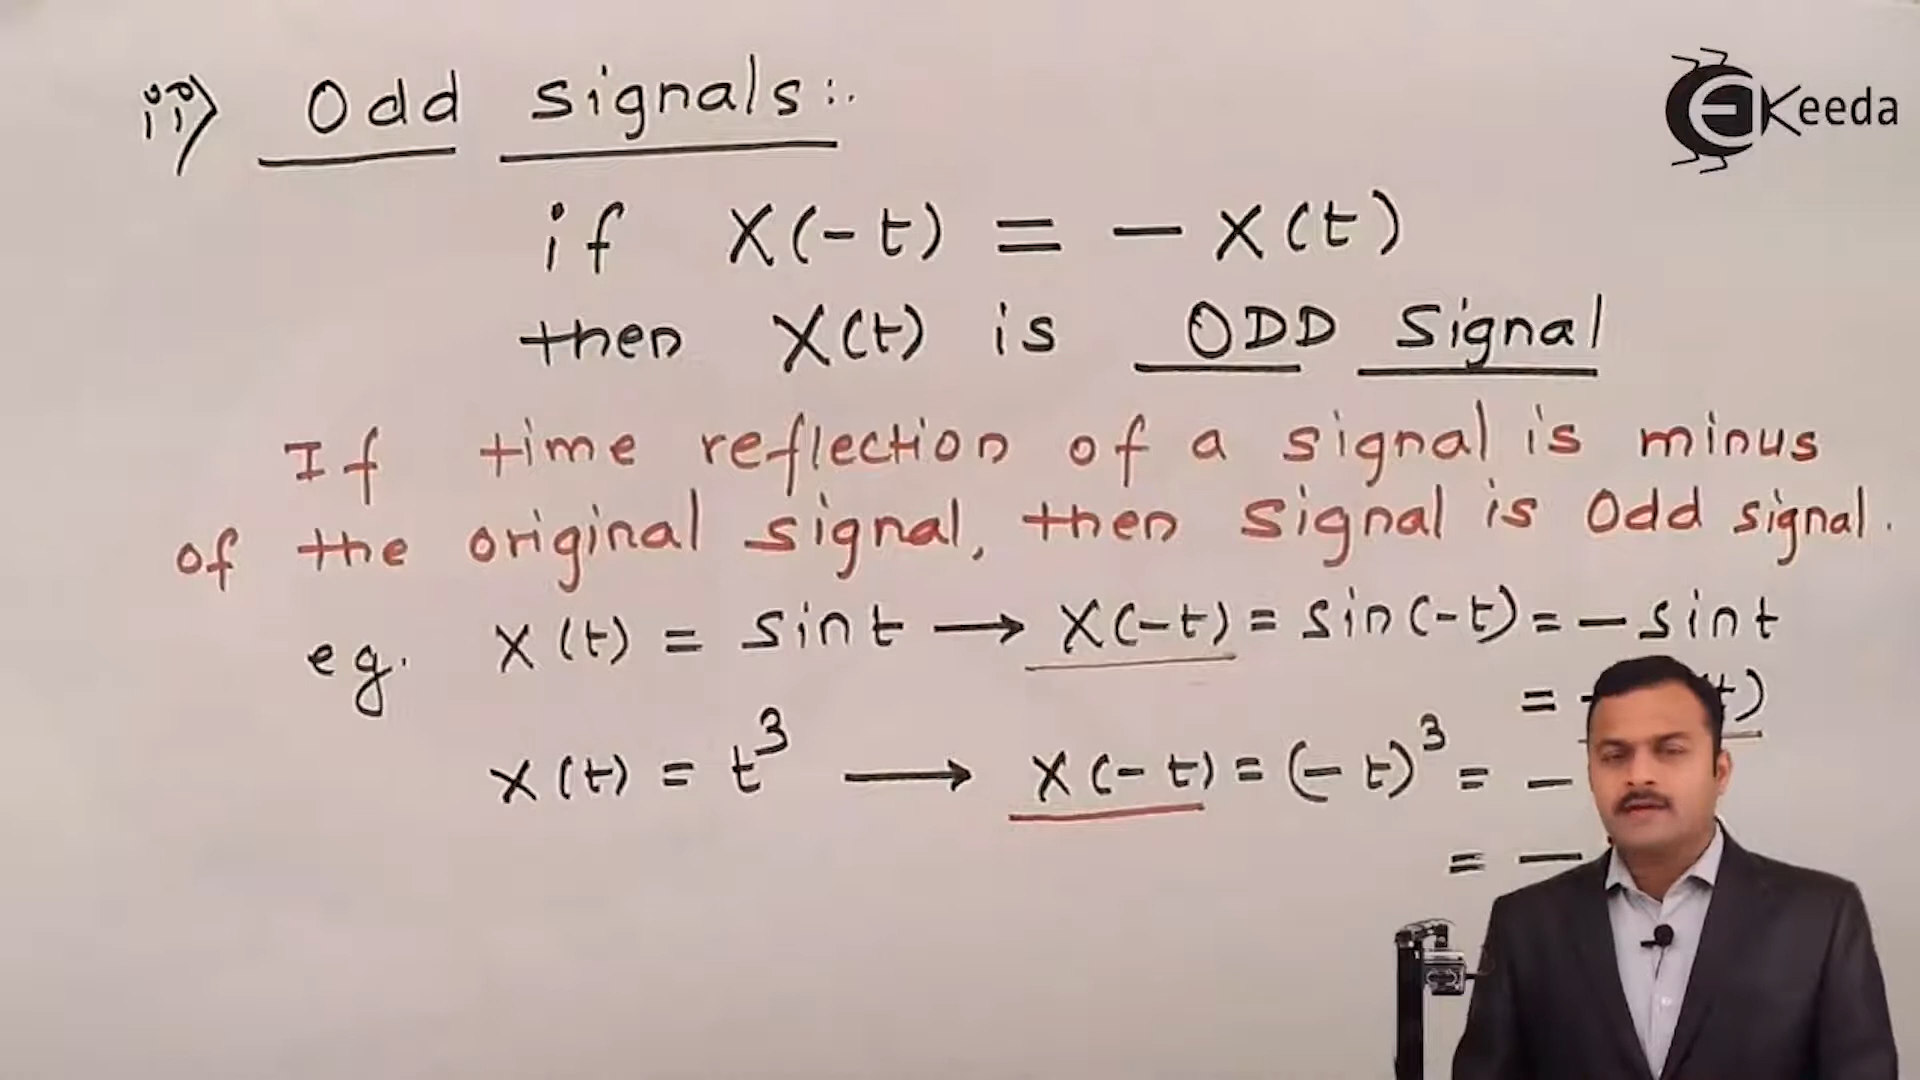 ii) Odd signals:.
EKeeda
if X(-t) = - X(t)
then X(t) is ODD Signal
If time reflection of a signal is minus
of the original signal, then signal is Odd signal.
eg. X(t) = sint → X(-t) = sin(-t) = - sint
= - t)
X(t) = t³ → X(-t) = (-t)³ = -
= -